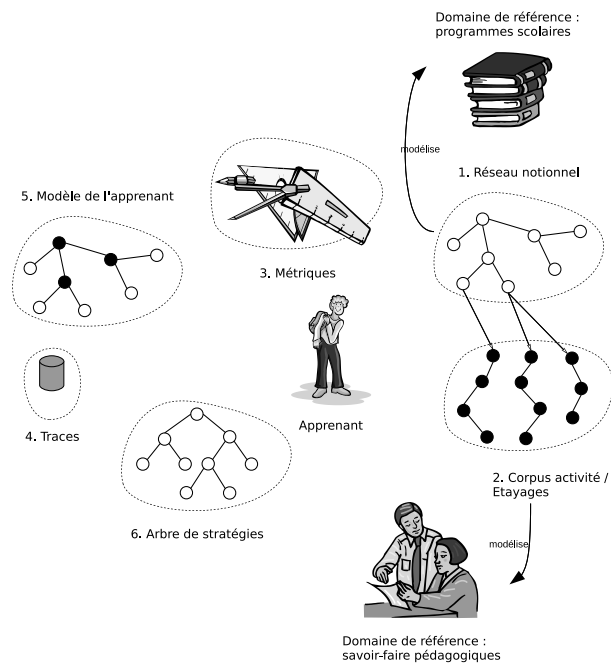 Domaine de référence :
programmes scolaires
modélise
1. Réseau notionnel
5. Modèle de l'apprenant
3. Métriques
Apprenant
4. Traces
6. Arbre de stratégies
2. Corpus activité /
Etayages
modélise
Domaine de référence :
savoir-faire pédagogiques